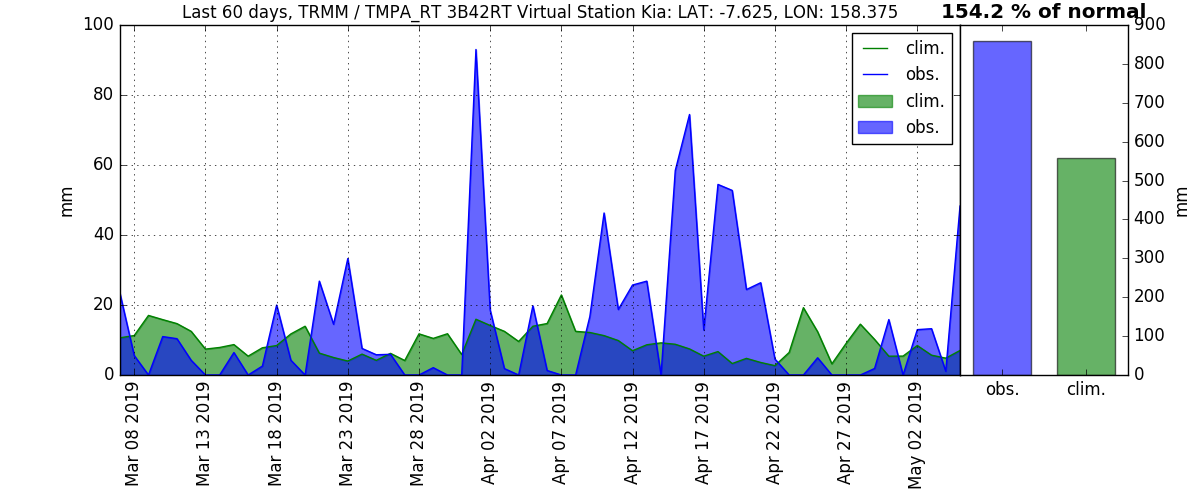 Last 60 days, TRMM / TMPA_RT 3B42RT Virtual Station Kia: LAT: -7.625, LON: 158.375
154.2 % of normal
100
80
60
40
20
0
mm
clim.
obs.
clim.
obs.
900
800
700
600
500
400
300
200
100
0
mm
obs.
clim.
Mar 08 2019
Mar 13 2019
Mar 18 2019
Mar 23 2019
Mar 28 2019
Apr 02 2019
Apr 07 2019
Apr 12 2019
Apr 17 2019
Apr 22 2019
Apr 27 2019
May 02 2019